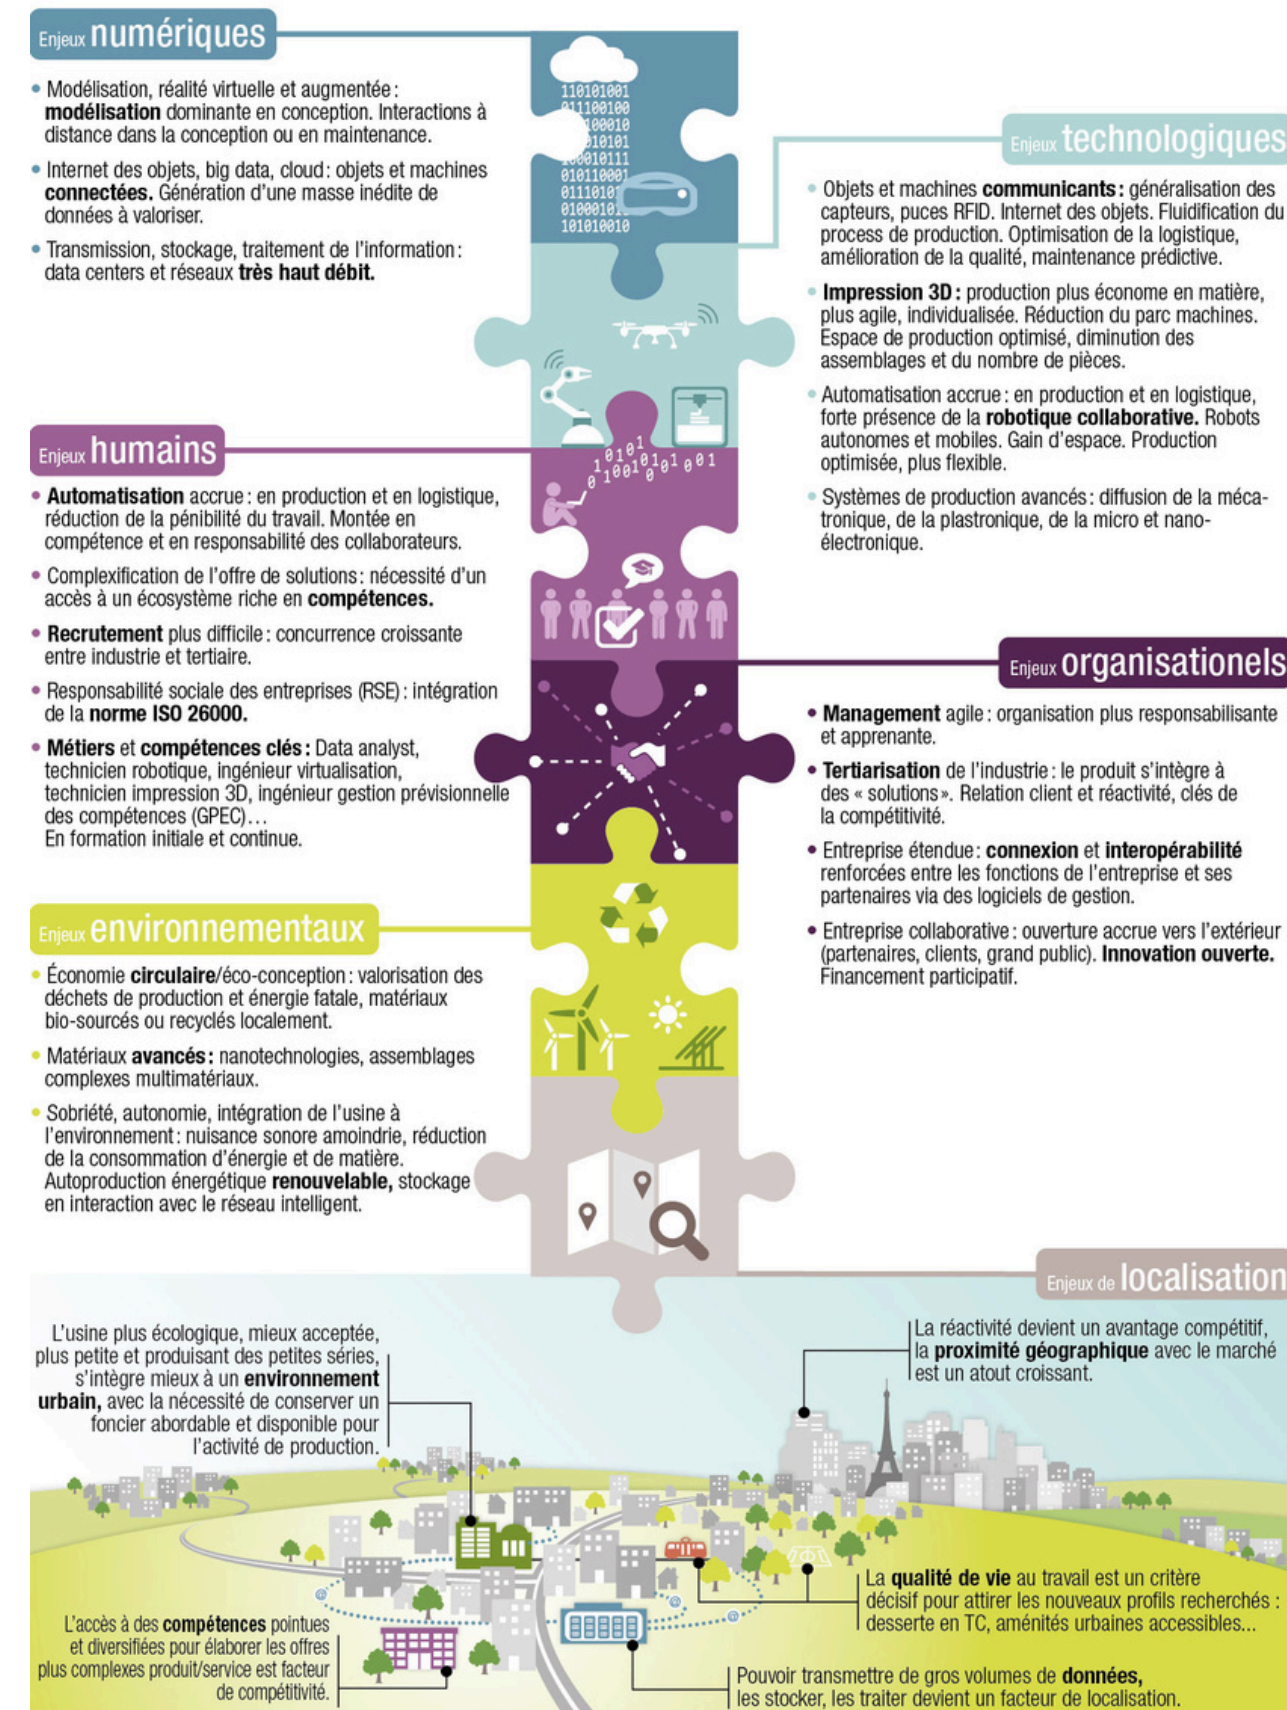 Enjeux numériques
• Modélisation, réalité virtuelle et augmentée :
modélisation dominante en conception. Interactions à
distance dans la conception ou en maintenance.
• Internet des objets, big data, cloud : objets et machines
connectées. Génération d'une masse inédite de
données à valoriser.
• Transmission, stockage, traitement de l'information :
data centers et réseaux très haut débit.
110101001
011100100
100010
010101
100010111
010110001
01110101
01000101
101010010
Enjeux technologiques
• Objets et machines communicants : généralisation des
capteurs, puces RFID. Internet des objets. Fluidification du
process de production. Optimisation de la logistique,
amélioration de la qualité, maintenance prédictive.
• Impression 3D : production plus économe en matière,
plus agile, individualisée. Réduction du parc machines.
Espace de production optimisé, diminution des
assemblages et du nombre de pièces.
• Automatisation accrue : en production et en logistique,
forte présence de la robotique collaborative. Robots
autonomes et mobiles. Gain d'espace. Production
optimisée, plus flexible.
• Systèmes de production avancés : diffusion de la méca-
tronique, de la plastronique, de la micro et nano-
électronique.
Enjeux humains
• Automatisation accrue : en production et en logistique,
réduction de la pénibilité du travail. Montée en
compétence et en responsabilité des collaborateurs.
• Complexification de l'offre de solutions : nécessité d'un
accès à un écosystème riche en compétences.
• Recrutement plus difficile : concurrence croissante
entre industrie et tertiaire.
• Responsabilité sociale des entreprises (RSE) : intégration
de la norme ISO 26000.
• Métiers et compétences clés : Data analyst,
technicien robotique, ingénieur virtualisation,
technicien impression 3D, ingénieur gestion prévisionnelle
des compétences (GPEC)...
En formation initiale et continue.
Enjeux organisationels
• Management agile : organisation plus responsabilisante
et apprenante.
• Tertiarisation de l'industrie : le produit s'intègre à
des « solutions ». Relation client et réactivité, clés de
la compétitivité.
• Entreprise étendue : connexion et interopérabilité
renforcées entre les fonctions de l'entreprise et ses
partenaires via des logiciels de gestion.
• Entreprise collaborative : ouverture accrue vers l'extérieur
(partenaires, clients, grand public). Innovation ouverte.
Financement participatif.
Enjeux environnementaux
• Économie circulaire/éco-conception : valorisation des
déchets de production et énergie fatale, matériaux
bio-sourcés ou recyclés localement.
• Matériaux avancés : nanotechnologies, assemblages
complexes multimatériaux.
• Sobriété, autonomie, intégration de l'usine à
l'environnement : nuisance sonore amoindrie, réduction
de la consommation d'énergie et de matière.
Autoproduction énergétique renouvelable, stockage
en interaction avec le réseau intelligent.
Enjeux de localisation
L'usine plus écologique, mieux acceptée,
plus petite et produisant des petites séries,
s'intègre mieux à un environnement
urbain, avec la nécessité de conserver un
foncier abordable et disponible pour
l'activité de production.
La réactivité devient un avantage compétitif,
la proximité géographique avec le marché
est un atout croissant.
La qualité de vie au travail est un critère
décisif pour attirer les nouveaux profils recherchés :
desserte en TC, aménités urbaines accessibles...
L'accès à des compétences pointues
et diversifiées pour élaborer les offres
plus complexes produit/service est facteur
de compétitivité.
Pouvoir transmettre de gros volumes de données,
les stocker, les traiter devient un facteur de localisation.
@
@
@